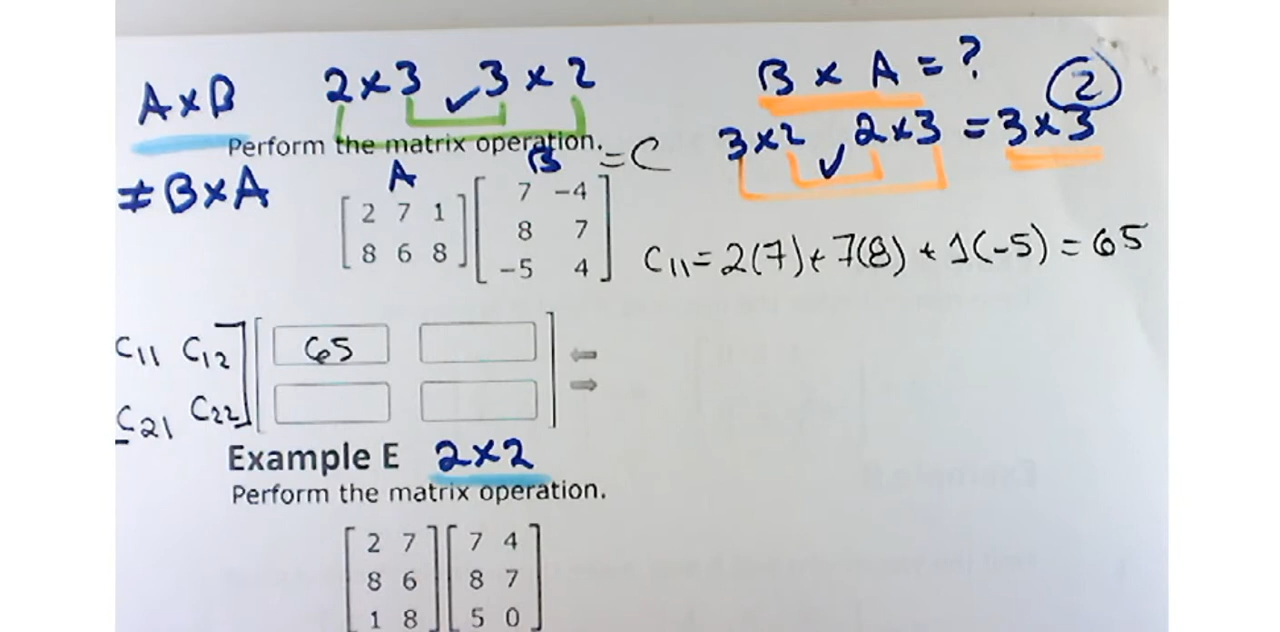 A x B 2 x 3 ✓ 3 x 2
B x A = ?
2
3 x 2 ✓ 2 x 3 = 3 x 3
Perform the matrix operation.
≠ B x A
A B = C
[2 7 1] [7 -4]
[8 6 8] [8 7]
[-5 4]
C11 = 2(7) + 7(8) + 1(-5) = 65
C11 C12 65
C21 C22
Example E 2 x 2
Perform the matrix operation.
[2 7] [7 4]
[8 6] [8 7]
[1 8] [5 0]